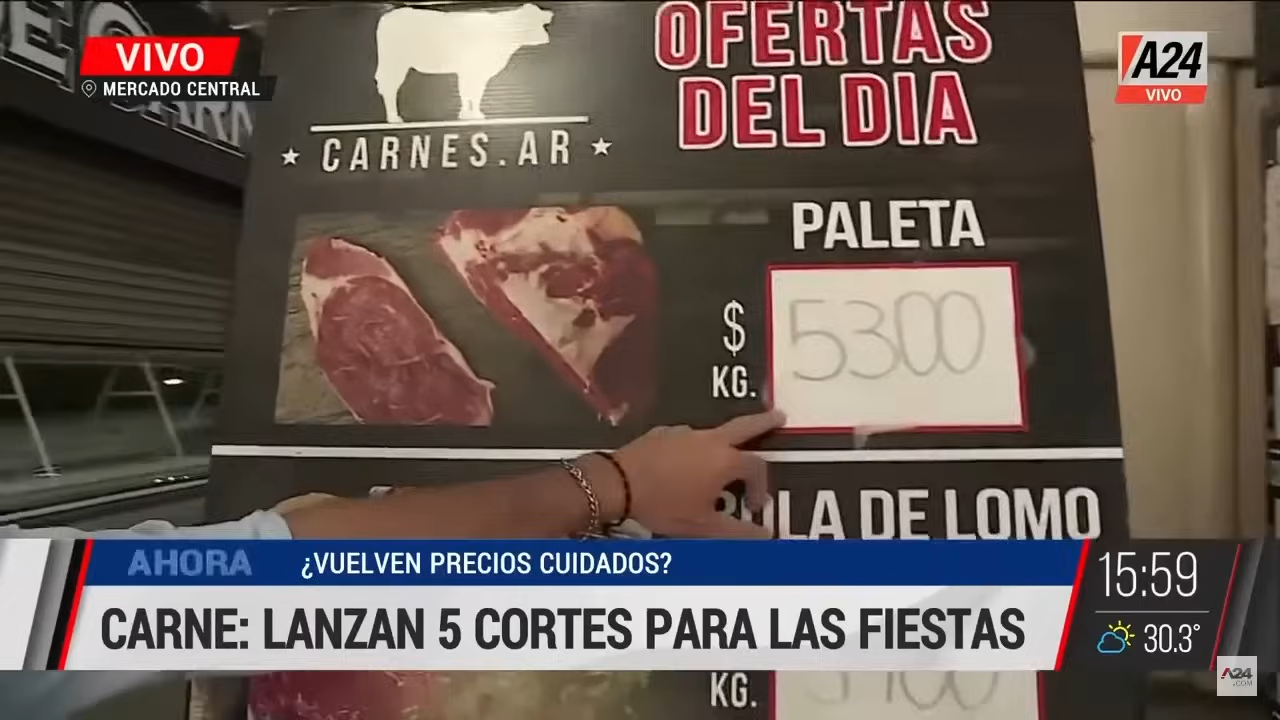 VIVO
MERCADO CENTRAL
A24
VIVO
OFERTAS
DEL DIA
CARNES.AR
PALETA
$
KG.
5300
BOLA DE LOMO
AHORA
¿VUELVEN PRECIOS CUIDADOS?
CARNE: LANZAN 5 CORTES PARA LAS FIESTAS
15:59
30.3°
KG.
A24
.COM